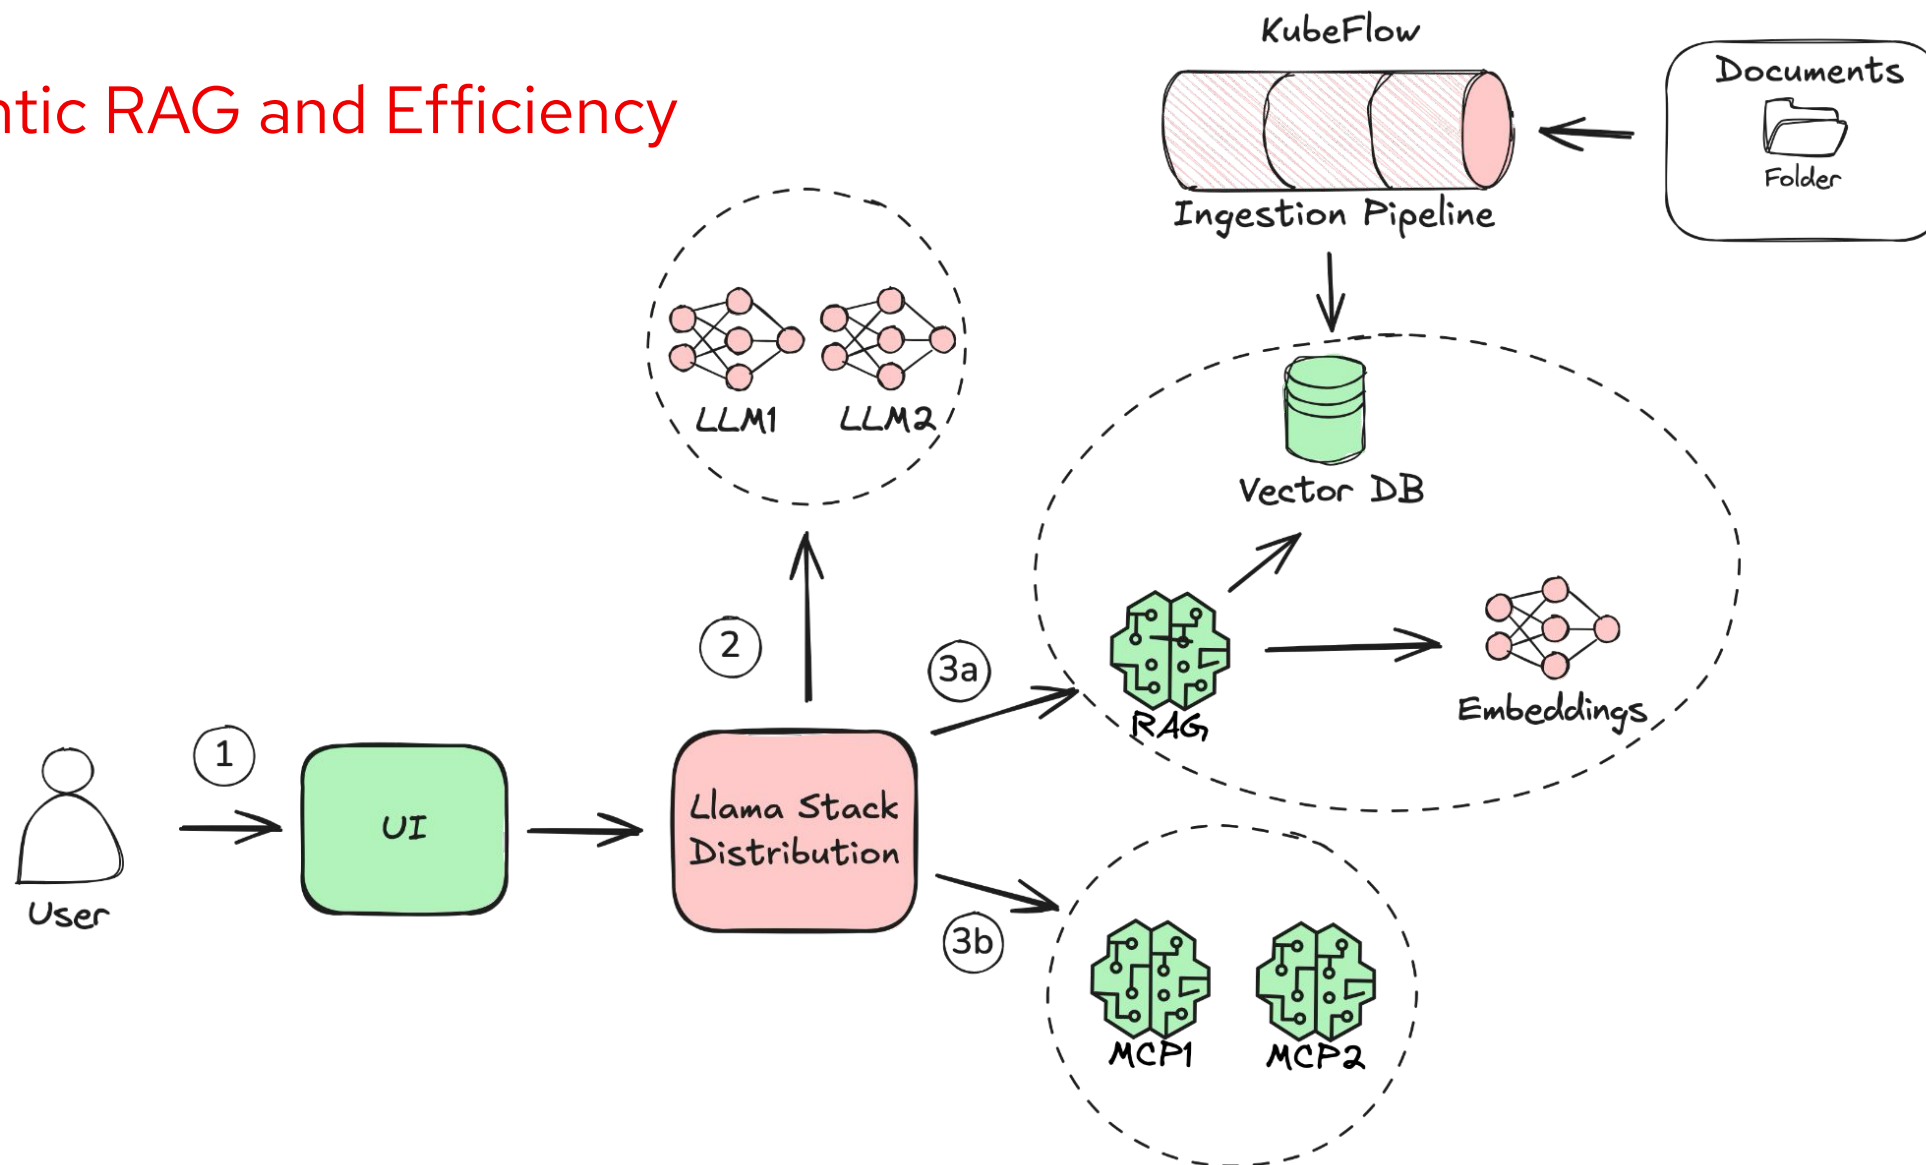 ntic RAG and Efficiency
KubeFlow
Documents
Folder
Ingestion Pipeline
LLM1
LLM2
Vector DB
2
3a
RAG
Embeddings
1
UI
Llama Stack
Distribution
User
3b
MCP1
MCP2